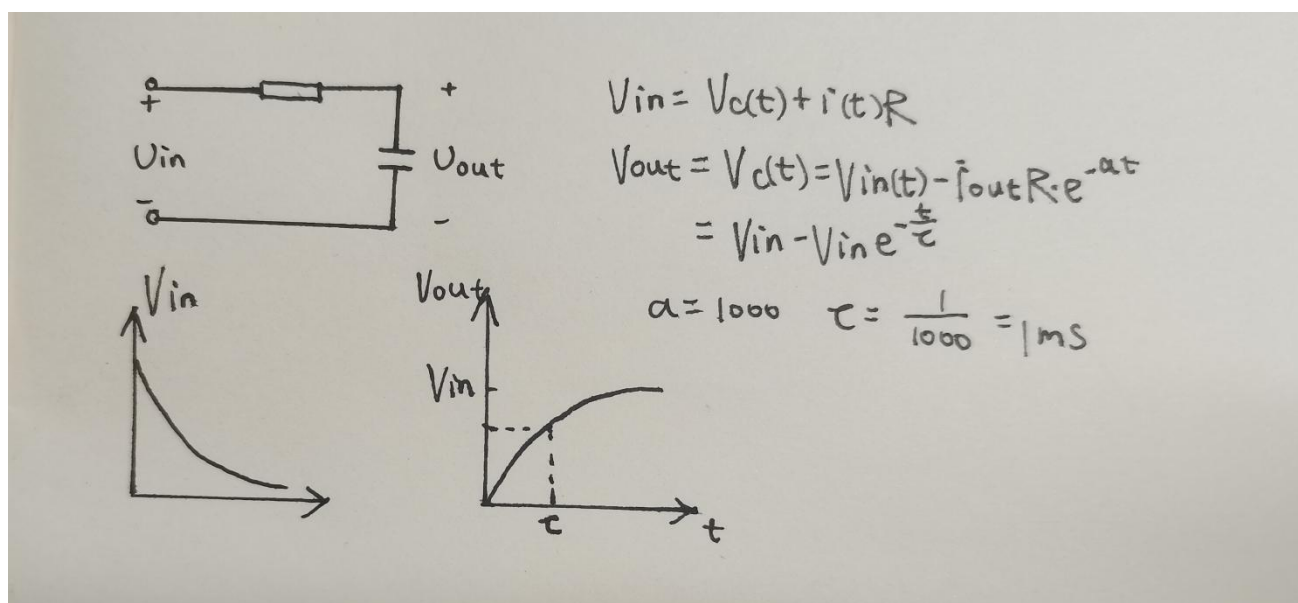 +
+
Uin
Uout
-
-
Vin = Vc(t) + i(t)R
Vout = Vc(t) = Vin(t) - ioutR·e^-at
= Vin - Vin e^-t/τ
a = 1000 τ = 1/1000 = 1ms
Vin
Vout
Vin
τ
t